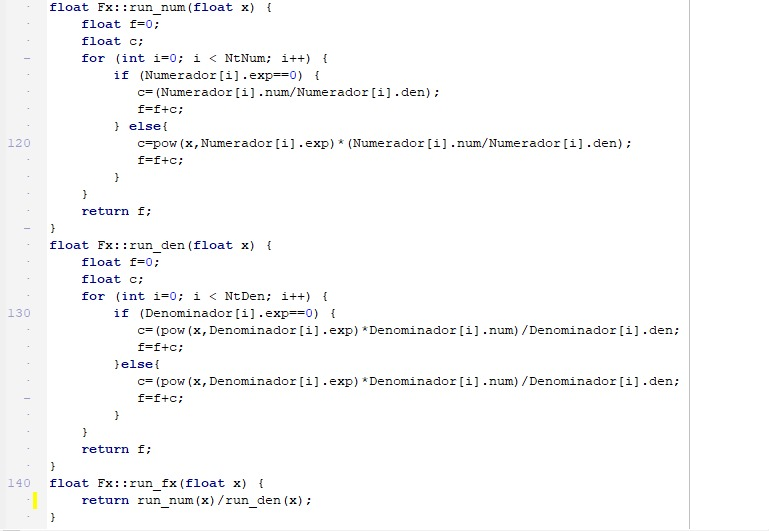 float Fx::run_num(float x) {
    float f=0;
    float c;
    for (int i=0; i < NtNum; i++) {
        if (Numerador[i].exp==0) {
           c=(Numerador[i].num/Numerador[i].den);
           f=f+c;
        } else{
120        c=pow(x,Numerador[i].exp)*(Numerador[i].num/Numerador[i].den);
           f=f+c;
        }
    }
    return f;
}
float Fx::run_den(float x) {
    float f=0;
    float c;
    for (int i=0; i < NtDen; i++) {
130     if (Denominador[i].exp==0) {
           c=(pow(x,Denominador[i].exp)*Denominador[i].num)/Denominador[i].den;
           f=f+c;
        }else{
           c=(pow(x,Denominador[i].exp)*Denominador[i].num)/Denominador[i].den;
           f=f+c;
        }
    }
    return f;
}
140 float Fx::run_fx(float x) {
    return run_num(x)/run_den(x);
}